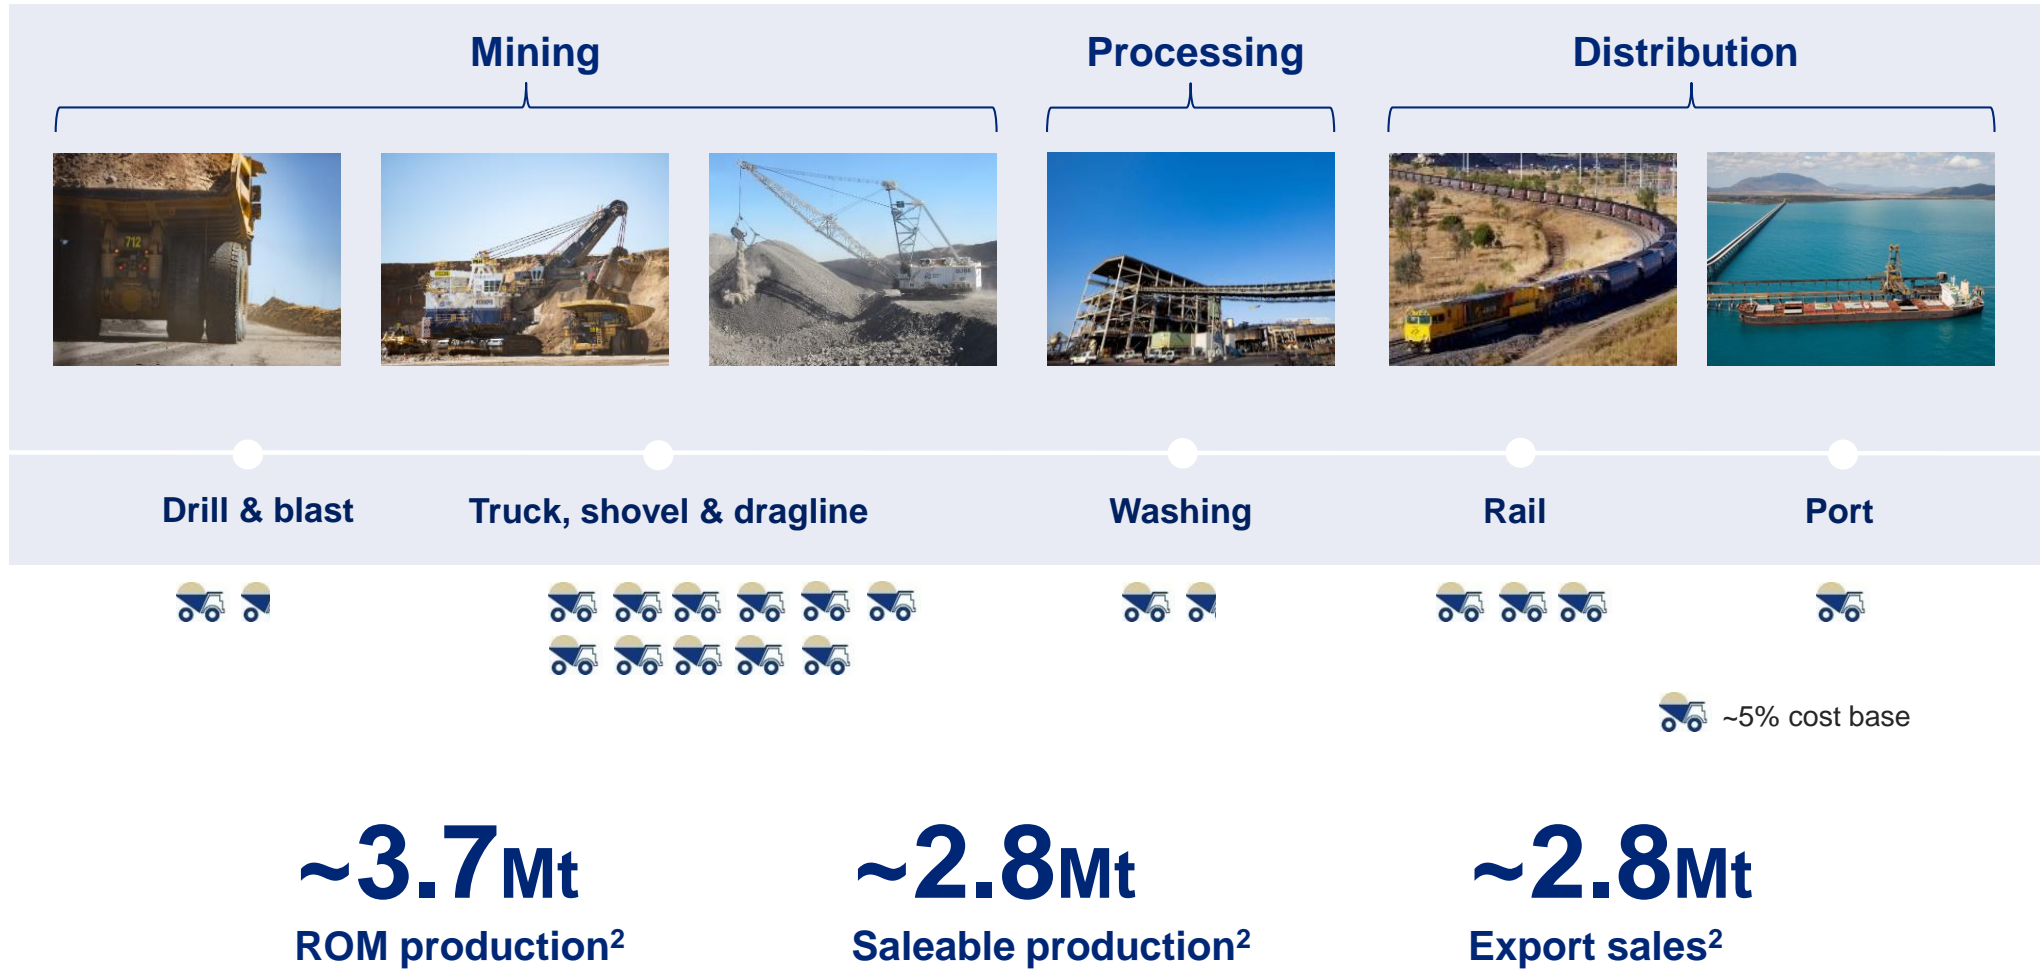 Mining
Processing
Distribution
712
Drill & blast
Truck, shovel & dragline
Washing
Rail
Port
~5% cost base
~3.7Mt
ROM production²
~2.8Mt
Saleable production²
~2.8Mt
Export sales²